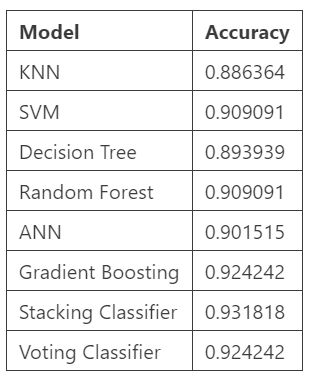 Model Accuracy
KNN 0.886364
SVM 0.909091
Decision Tree 0.893939
Random Forest 0.909091
ANN 0.901515
Gradient Boosting 0.924242
Stacking Classifier 0.931818
Voting Classifier 0.924242